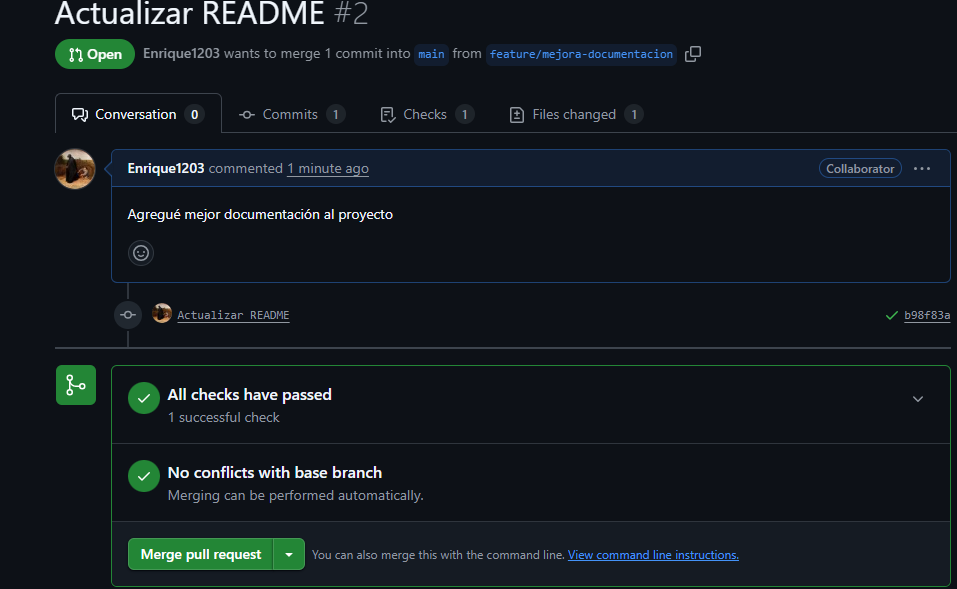 Actualizar README #2
Open Enrique1203 wants to merge 1 commit into main from feature/mejora-documentacion
Conversation 0 Commits 1 Checks 1 Files changed 1
Enrique1203 commented 1 minute ago Collaborator ...
Agregué mejor documentación al proyecto
Actualizar README b98f83a
All checks have passed
1 successful check
No conflicts with base branch
Merging can be performed automatically.
Merge pull request You can also merge this with the command line. View command line instructions.